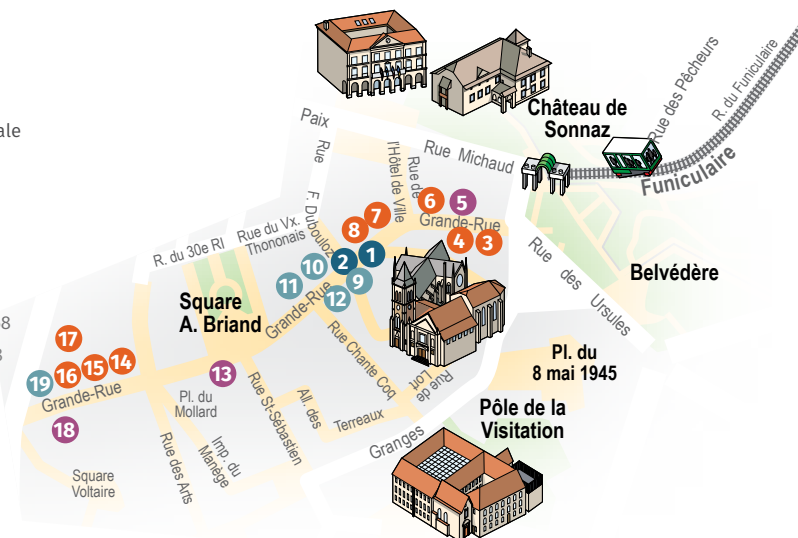 ale
8
3
Paix
Rue
F. Dubouloz
Rue de
l'Hôtel de Ville
Rue Michaud
Château de
Sonnaz
Rue des Pêcheurs
R. du Funiculaire
Funiculaire
6
5
7
8
Grande-Rue
4
3
R. du 30e RI
Rue du Vx.
Thononais
10
2
1
11
9
12
Grande-Rue
Square
A. Briand
Rue des Ursules
Belvédère
Pl. du
8 mai 1945
17
19
16
15
14
Grande-Rue
18
13
Pl. du
Mollard
Rue Chante Coq
Rue de
Lort
Rue St-Sébastien
All. des
Terreaux
Granges
Pôle de la
Visitation
Imp. du
Manège
Rue des Arts
Square
Voltaire